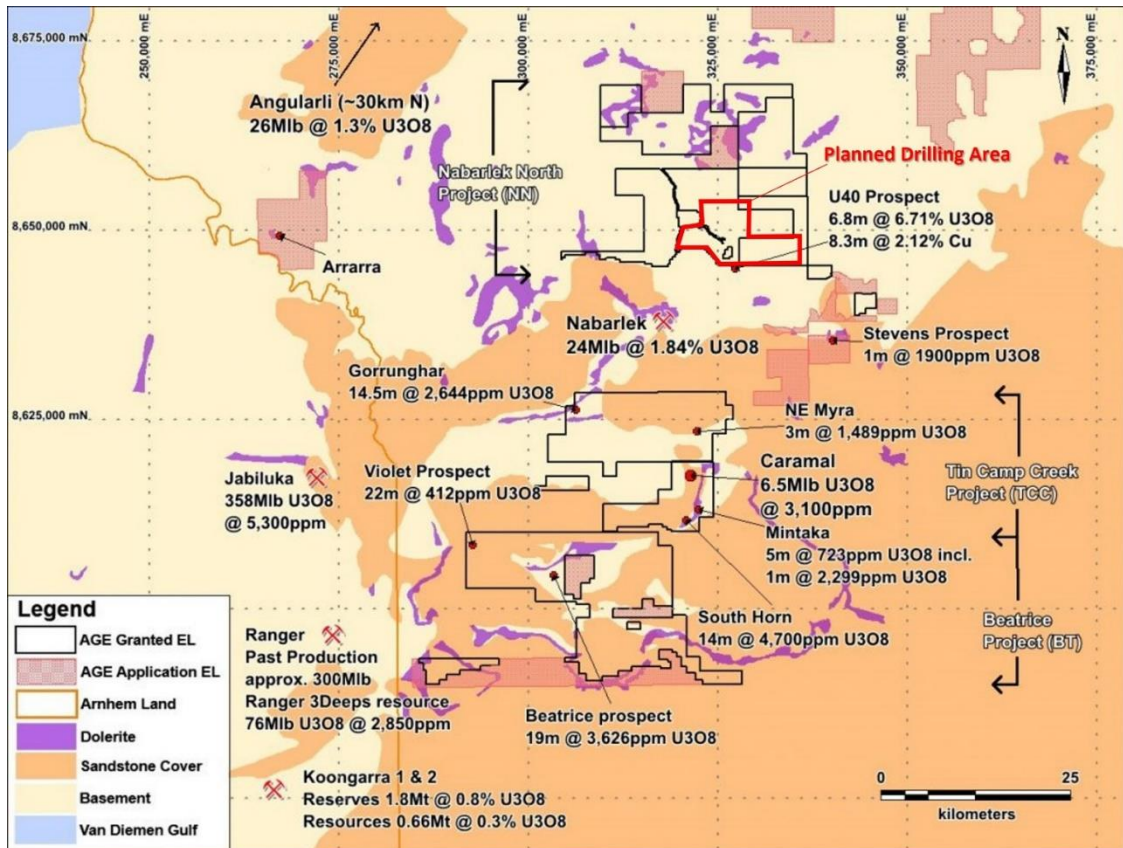 8,675,000 mN
250,000 mE
275,000 mE
300,000 mE
325,000 mE
350,000 mE
375,000 mE
N
Angularli (~30km N)
26Mlb @ 1.3% U3O8
Nabarlek North
Project (NN)
Planned Drilling Area
U40 Prospect
6.8m @ 6.71% U3O8
8.3m @ 2.12% Cu
8,650,000 mN
Arrarra
Nabarlek
24Mlb @ 1.84% U3O8
Stevens Prospect
1m @ 1900ppm U3O8
Gorrunghar
14.5m @ 2,644ppm U3O8
8,625,000 mN
NE Myra
3m @ 1,489ppm U3O8
Jabiluka
358Mlb U3O8
@ 5,300ppm
Violet Prospect
22m @ 412ppm U3O8
Caramal
6.5Mlb U3O8
@ 3,100ppm
Tin Camp Creek
Project (TCC)
Mintaka
5m @ 723ppm U3O8 incl.
1m @ 2,299ppm U3O8
South Horn
14m @ 4,700ppm U3O8
Beatrice
Project (BT)
Legend
AGE Granted EL
AGE Application EL
Arnhem Land
Dolerite
Sandstone Cover
Basement
Van Diemen Gulf
Ranger
Past Production
approx. 300Mlb
Ranger 3Deeps resource
76Mlb U3O8 @ 2,850ppm
Beatrice prospect
19m @ 3,626ppm U3O8
Koongarra 1 & 2
Reserves 1.8Mt @ 0.8% U3O8
Resources 0.66Mt @ 0.3% U3O8
0
25
kilometers